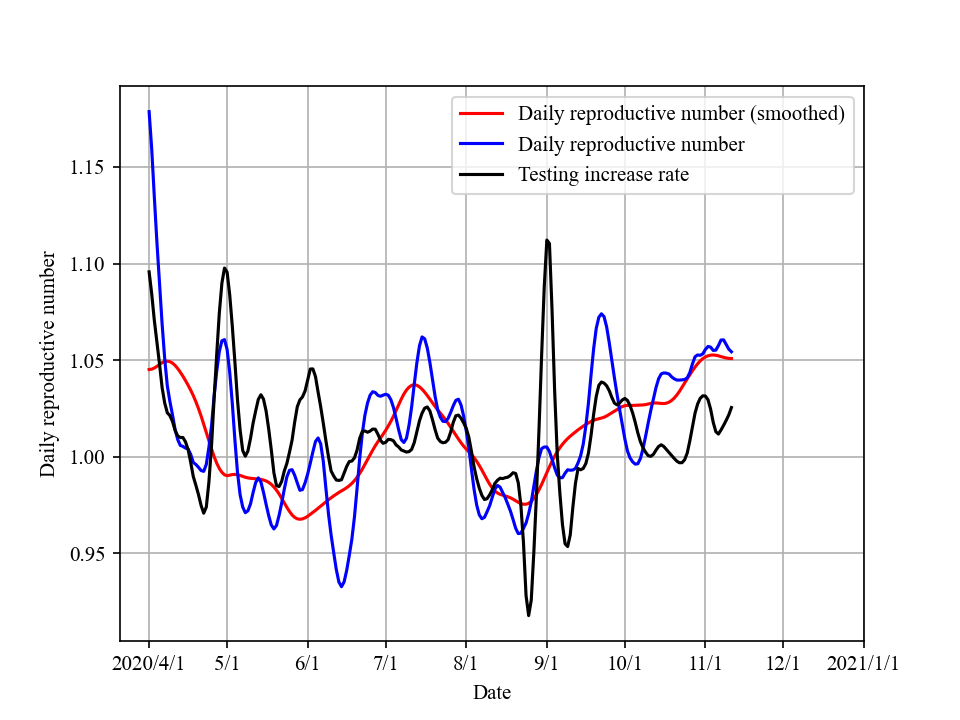 Daily reproductive number (smoothed)
Daily reproductive number
Testing increase rate
Daily reproductive number
1.15
1.10
1.05
1.00
0.95
2020/4/1 5/1 6/1 7/1 8/1 9/1 10/1 11/1 12/1 2021/1/1
Date